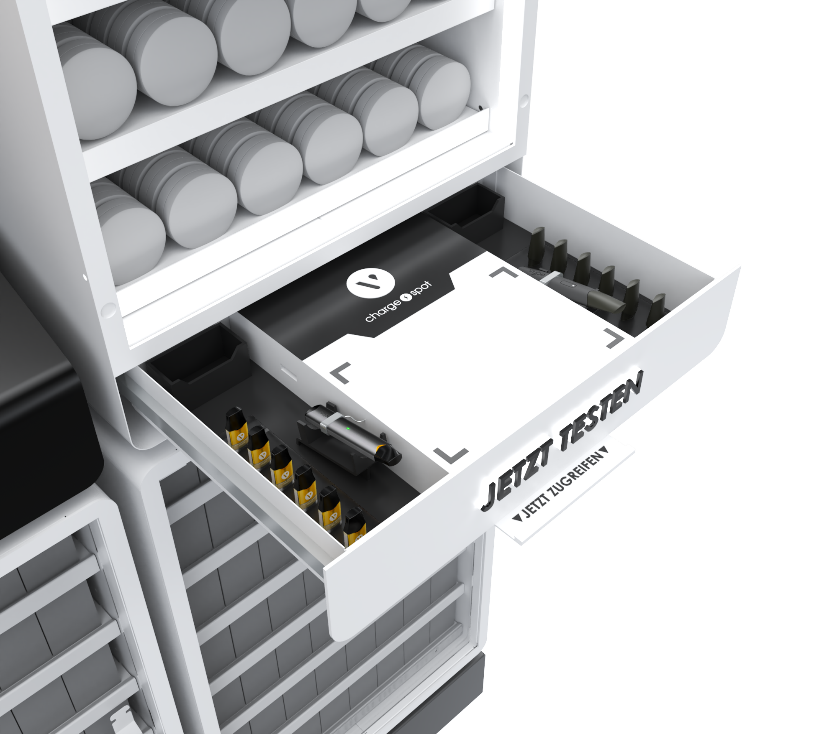 charge spot
JETZT TESTEN
▼JETZT ZUGREIFEN▼